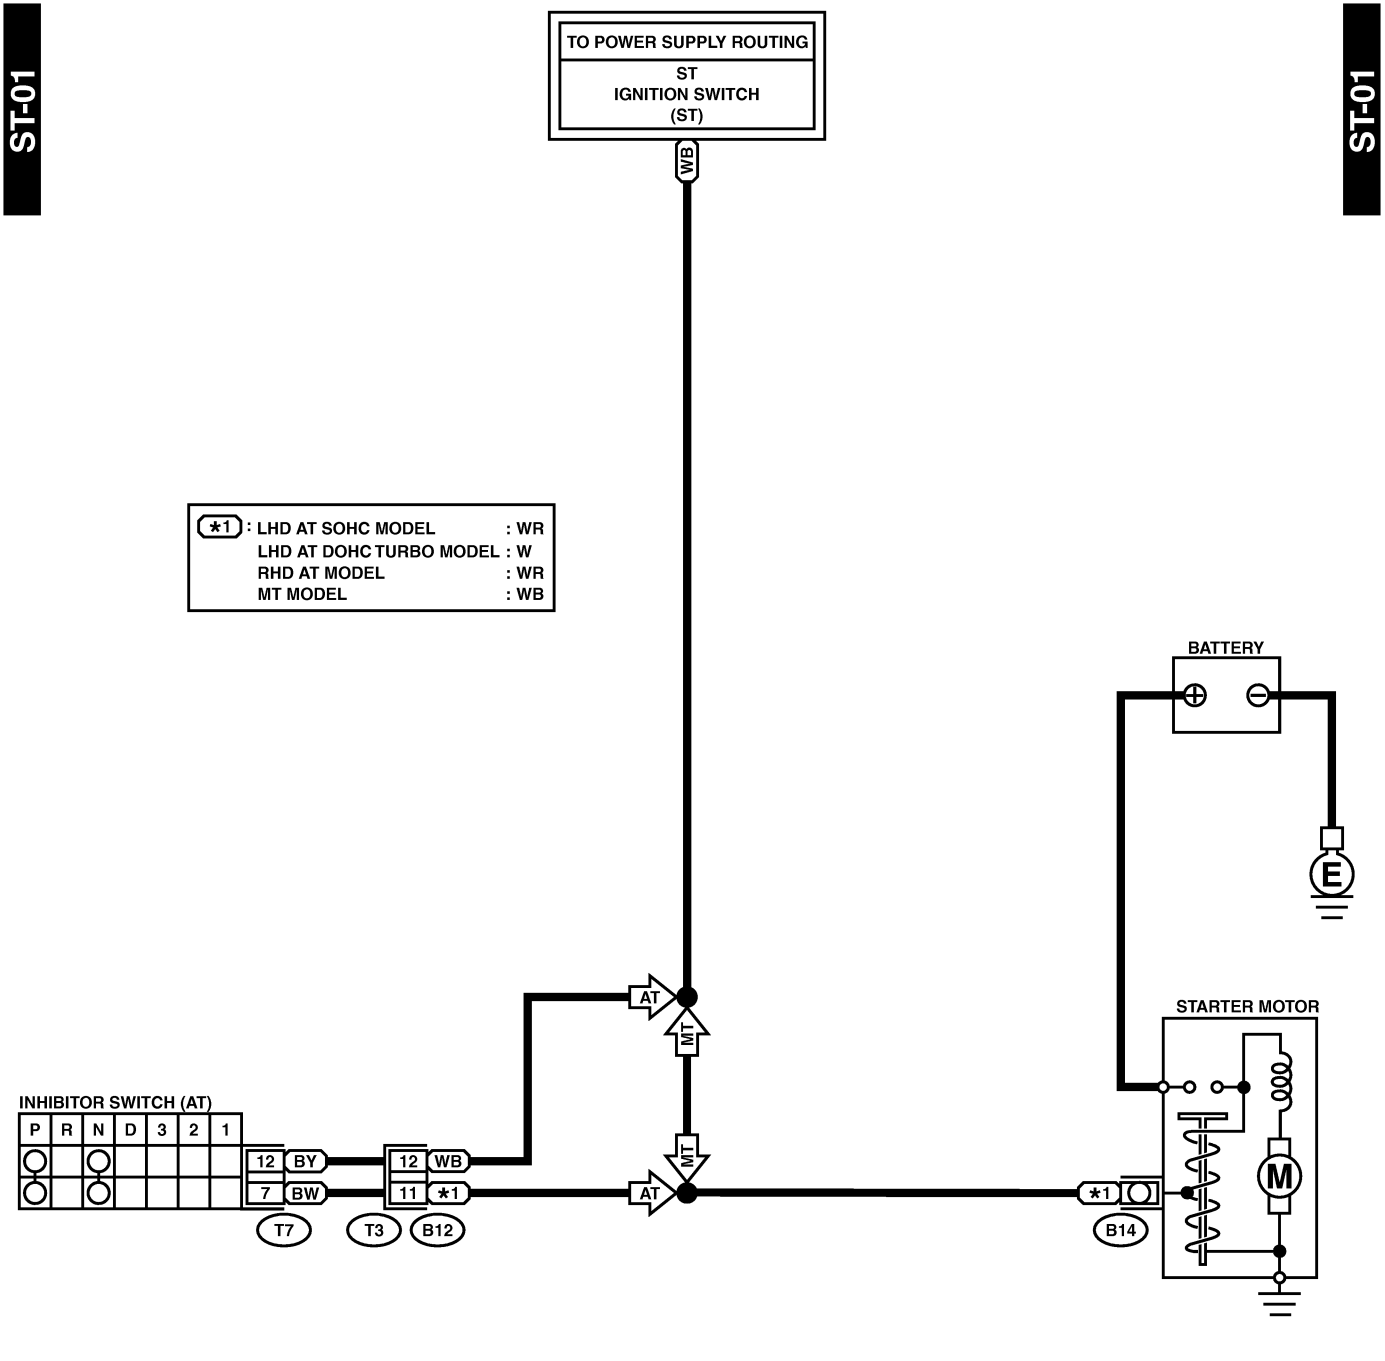 ST-01
ST-01
TO POWER SUPPLY ROUTING
ST
IGNITION SWITCH
(ST)
WB
*1 : LHD AT SOHC MODEL : WR
LHD AT DOHC TURBO MODEL : W
RHD AT MODEL : WR
MT MODEL : WB
BATTERY
+ −
E
AT
MT
STARTER MOTOR
INHIBITOR SWITCH (AT)
P R N D 3 2 1
12 BY 12 WB
MT
7 BW 11 *1 AT *1
M
T7 T3 B12 B14